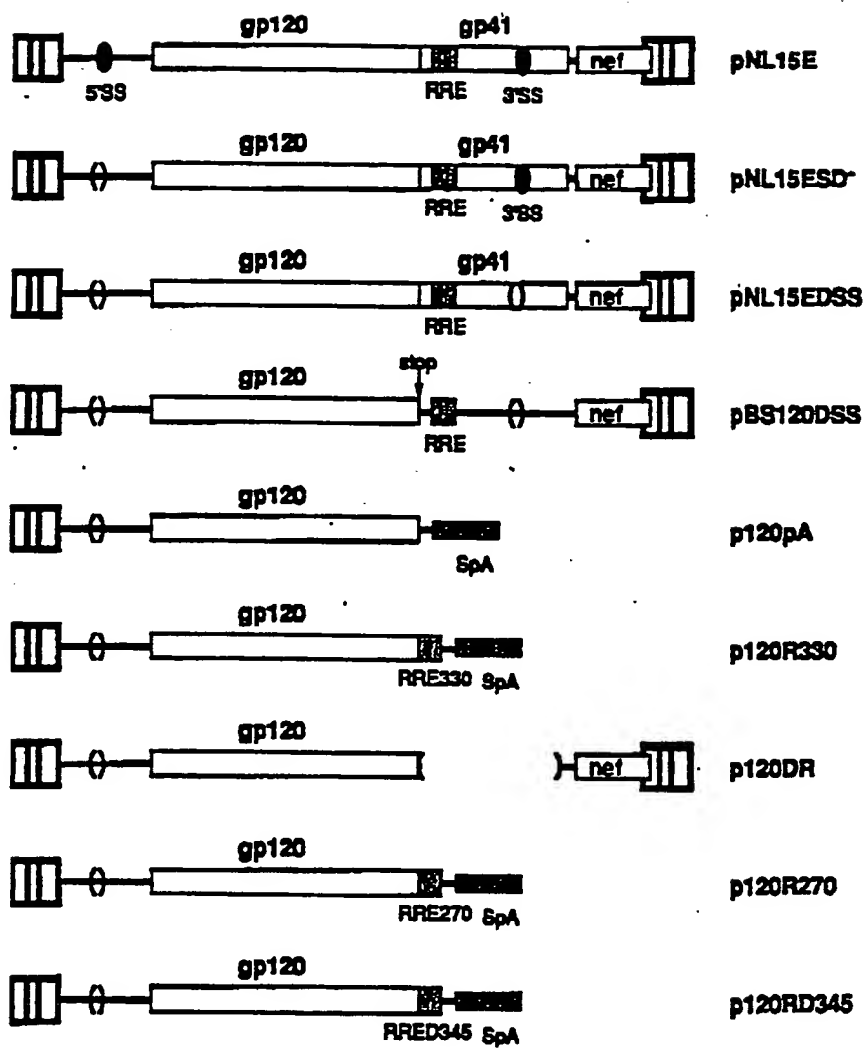 gp120 gp41
nef pNL15E
5'SS RRE 3'SS
gp120 gp41
nef pNL15ESD-
RRE 3'SS
gp120 gp41
nef pNL15EDSS
RRE
stop
gp120
nef pBS120DSS
RRE
gp120
p120pA
SpA
gp120
p120R330
RRE330 SpA
gp120
nef p120DR
gp120
p120R270
RRE270 SpA
gp120
p120RD345
RRED345 SpA